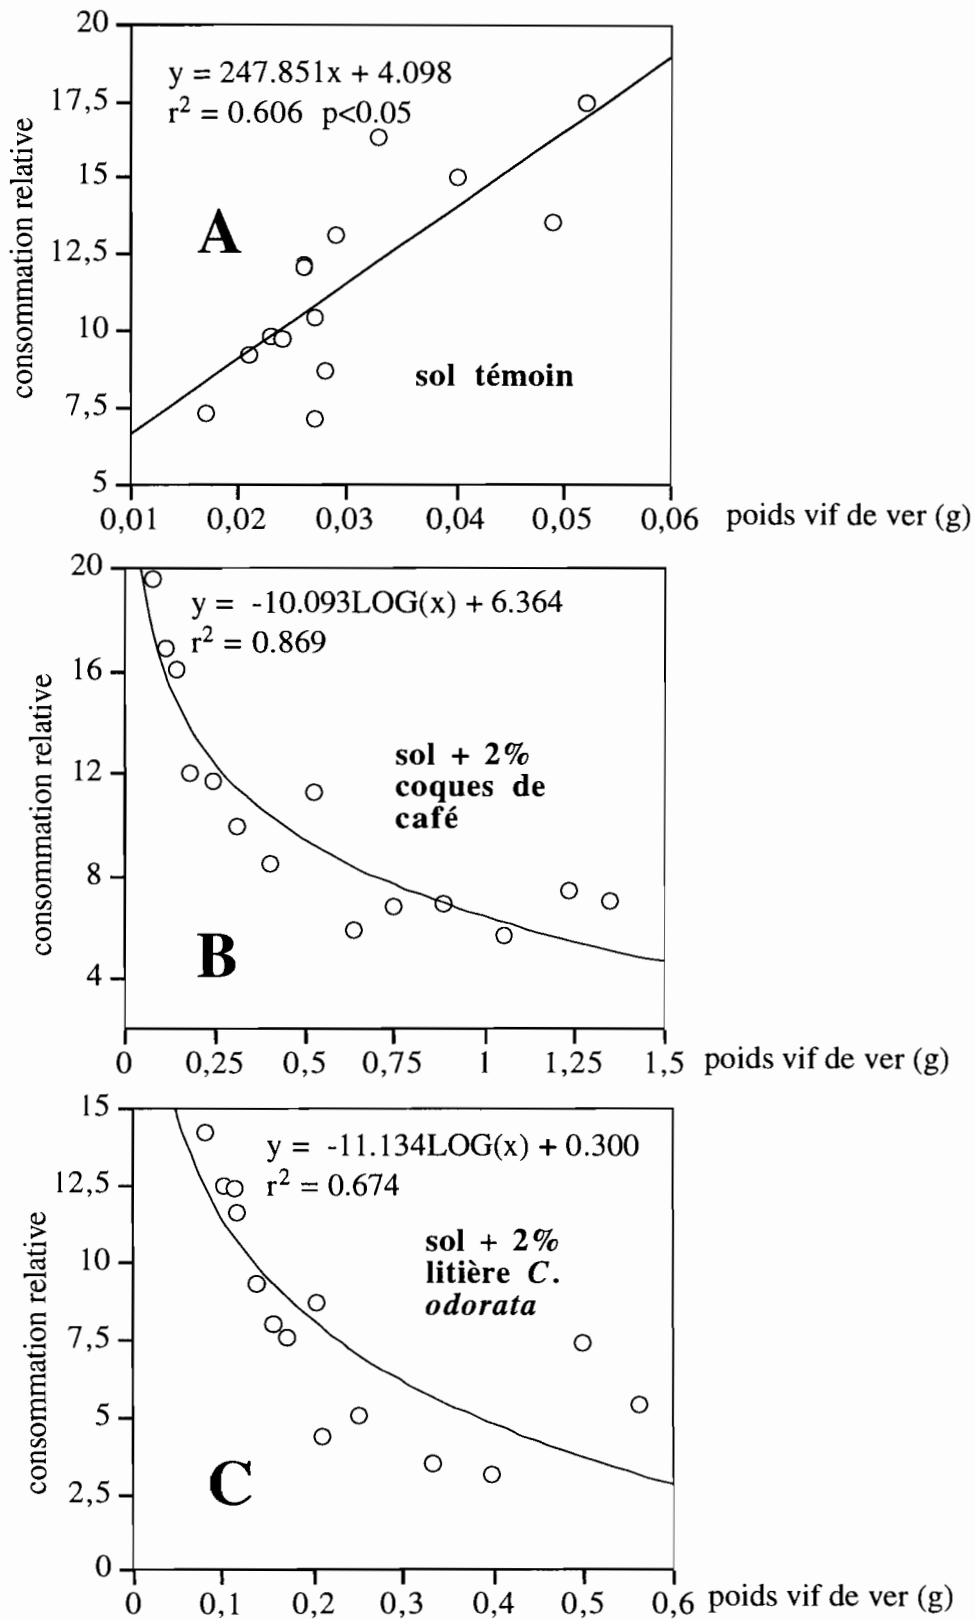 20
y = 247.851x + 4.098
17,5
r² = 0.606 p<0.05
15
A
12,5
10
sol témoin
7,5
5
consommation relative
0,01 0,02 0,03 0,04 0,05 0,06 poids vif de ver (g)
20
y = -10.093LOG(x) + 6.364
r² = 0.869
16
sol + 2%
12
coques de
café
8
B
4
consommation relative
0 0,25 0,5 0,75 1 1,25 1,5 poids vif de ver (g)
15
y = -11.134LOG(x) + 0.300
12,5
r² = 0.674
sol + 2%
10
litière C.
odorata
7,5
5
C
2,5
0
consommation relative
0 0,1 0,2 0,3 0,4 0,5 0,6 poids vif de ver (g)